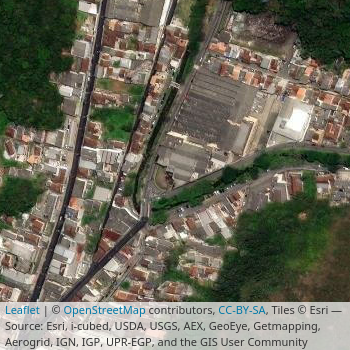 Leaflet | © OpenStreetMap contributors, CC-BY-SA, Tiles © Esri —
Source: Esri, i-cubed, USDA, USGS, AEX, GeoEye, Getmapping,
Aerogrid, IGN, IGP, UPR-EGP, and the GIS User Community